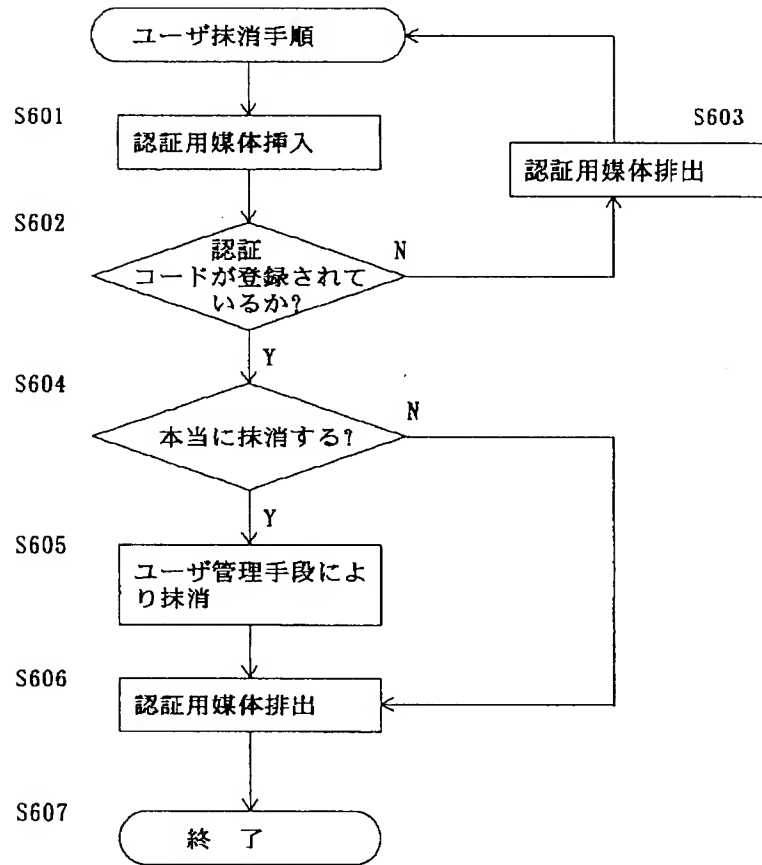 ユーザ抹消手順
S601
認証用媒体挿入
S603
認証用媒体排出
S602
認証
コードが登録されて
いるか?
N
Y
S604
本当に抹消する?
N
Y
S605
ユーザ管理手段によ
り抹消
S606
認証用媒体排出
S607
終 了